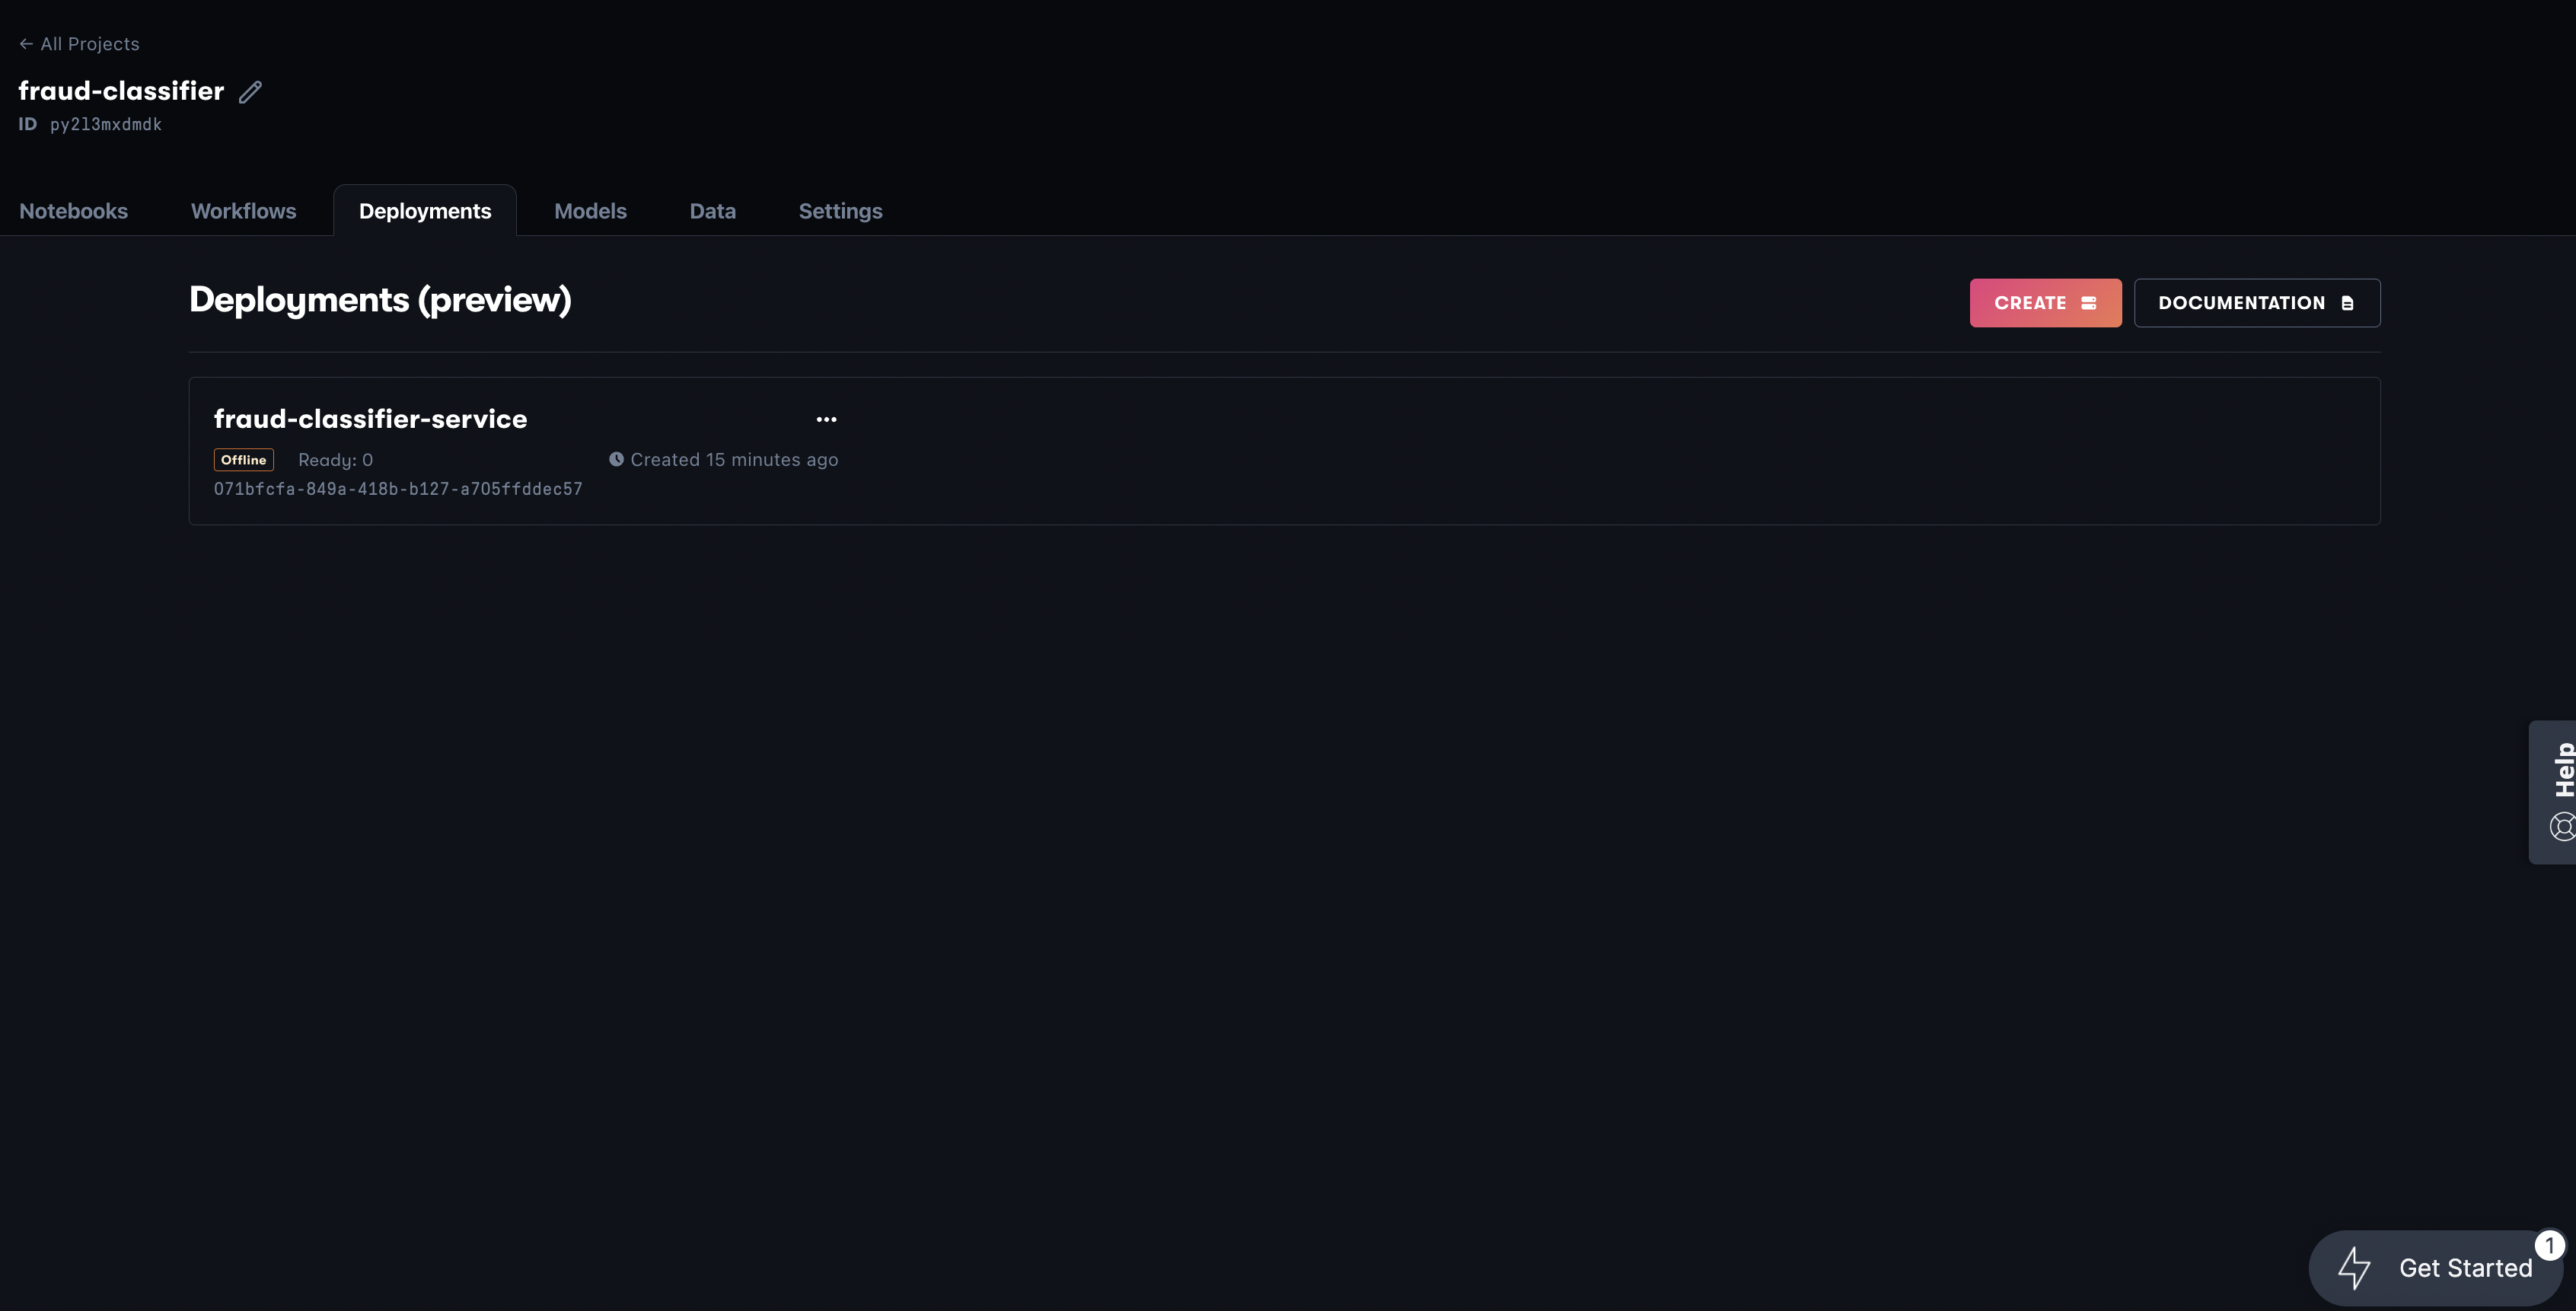 ← All Projects
fraud-classifier
ID py2l3mxdmdk
Notebooks Workflows Deployments Models Data Settings
Deployments (preview)
CREATE DOCUMENTATION
fraud-classifier-service
Offline Ready: 0 Created 15 minutes ago
071bfcfa-849a-418b-b127-a705ffddec57
Help
Get Started 1